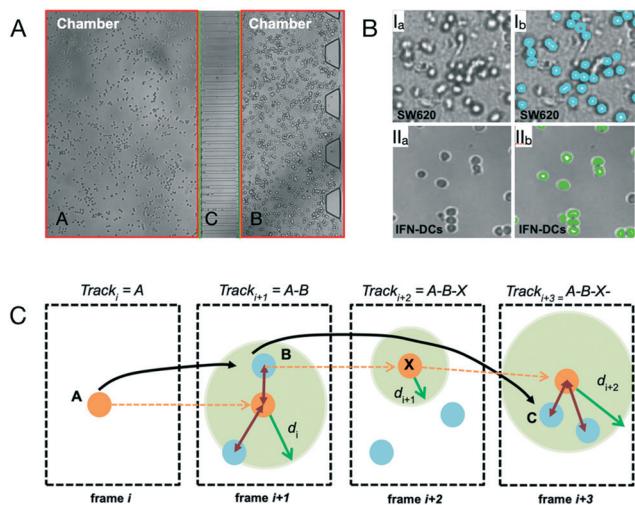 A
Chamber
Chamber
A
C
B
B
Ia
Ib
SW620
IIa
IIb
IFN-DCs
IFN-DCs
C
Tracki = A
Tracki+1 = A-B
Tracki+2 = A-B-X
Tracki+3 = A-B-X-
A
B
di
X
di+1
C
di+2
frame i
frame i+1
frame i+2
frame i+3